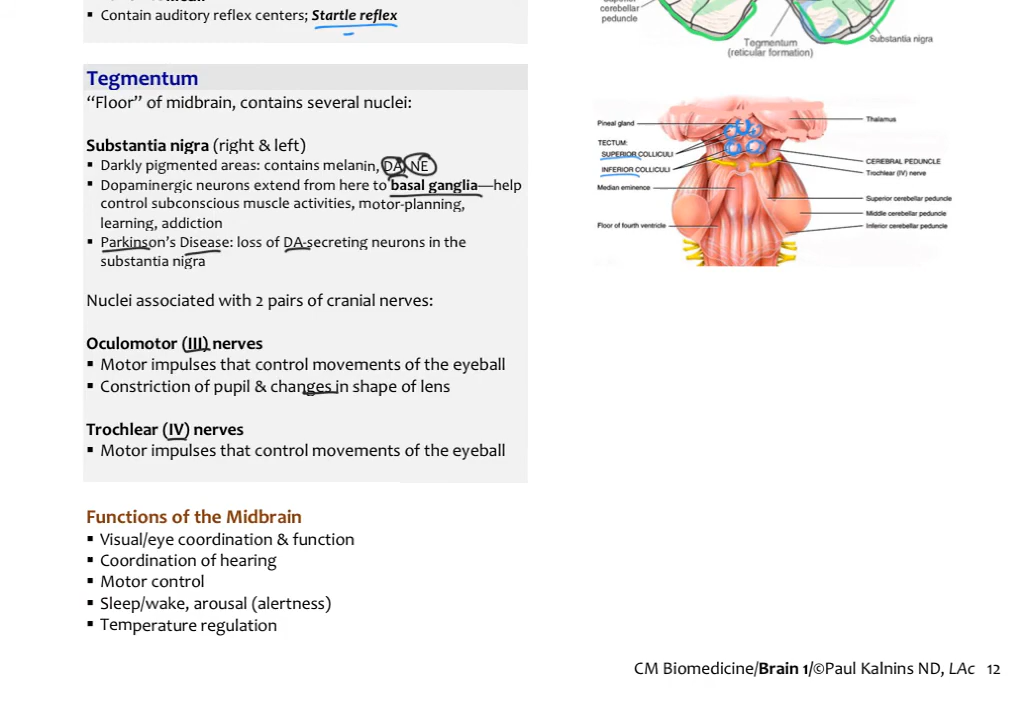 ▪ Contain auditory reflex centers; Startle reflex
Tegmentum
“Floor” of midbrain, contains several nuclei:
Substantia nigra (right & left)
▪ Darkly pigmented areas: contains melanin, DA, NE
▪ Dopaminergic neurons extend from here to basal ganglia—help
control subconscious muscle activities, motor-planning,
learning, addiction
▪ Parkinson’s Disease: loss of DA-secreting neurons in the
substantia nigra
Nuclei associated with 2 pairs of cranial nerves:
Oculomotor (III) nerves
▪ Motor impulses that control movements of the eyeball
▪ Constriction of pupil & changes in shape of lens
Trochlear (IV) nerves
▪ Motor impulses that control movements of the eyeball
Functions of the Midbrain
▪ Visual/eye coordination & function
▪ Coordination of hearing
▪ Motor control
▪ Sleep/wake, arousal (alertness)
▪ Temperature regulation
cerebellar
peduncle
Tegmentum
(reticular formation)
Substantia nigra
Pineal gland
TECTUM:
SUPERIOR COLLICULI
INFERIOR COLLICULI
Median eminence
Floor of fourth ventricle
Thalamus
CEREBRAL PEDUNCLE
Trochlear (IV) nerve
Superior cerebellar peduncle
Middle cerebellar peduncle
Inferior cerebellar peduncle
CM Biomedicine/Brain 1/©Paul Kalnins ND, LAc 12